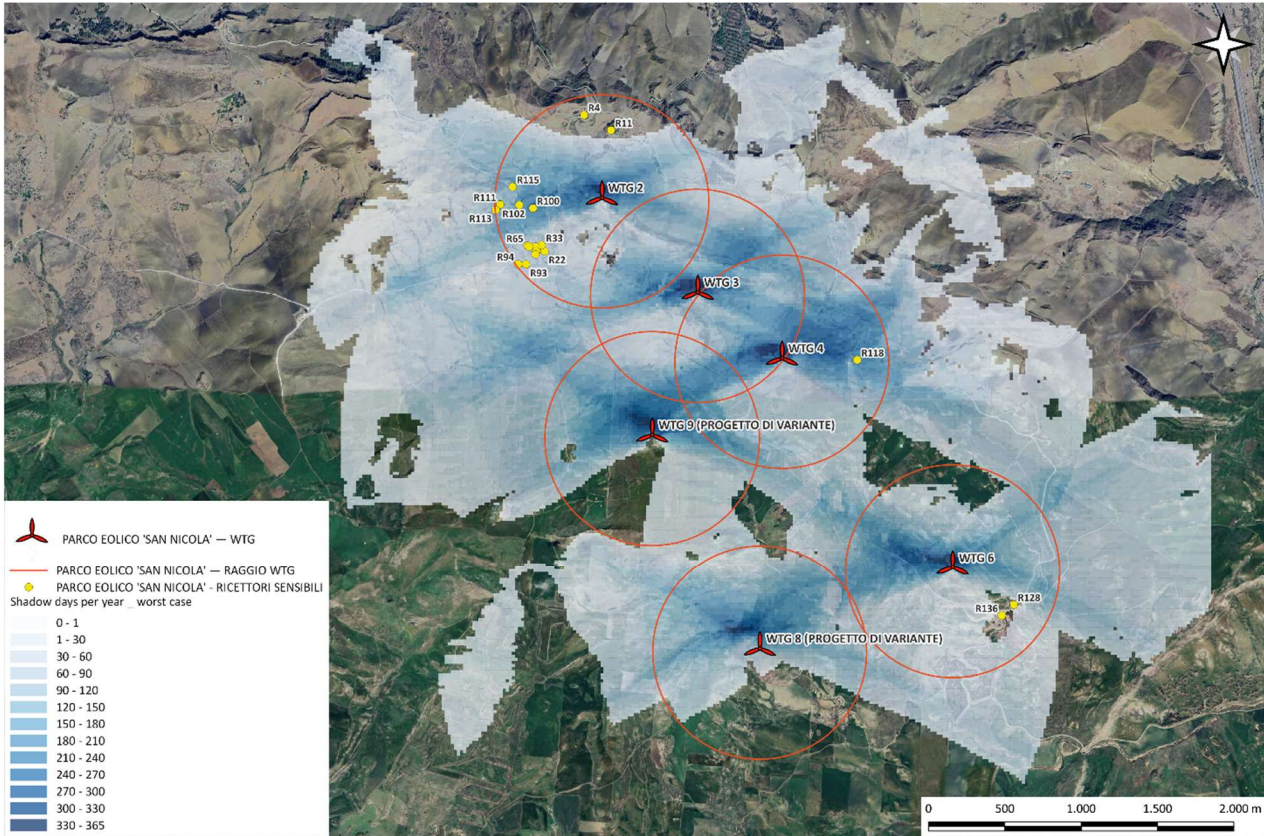 R4
R11
R115
WTG 2
R111
R100
R113
R102
R65
R33
R94
R22
R93
WTG 3
WTG 4
R118
WTG 9 (PROGETTO DI VARIANTE)
WTG 6
R128
R136
WTG 8 (PROGETTO DI VARIANTE)
PARCO EOLICO 'SAN NICOLA' — WTG
PARCO EOLICO 'SAN NICOLA' — RAGGIO WTG
PARCO EOLICO 'SAN NICOLA' - RICETTORI SENSIBILI
Shadow days per year _ worst case
0 - 1
1 - 30
30 - 60
60 - 90
90 - 120
120 - 150
150 - 180
180 - 210
210 - 240
240 - 270
270 - 300
300 - 330
330 - 365
0 500 1.000 1.500 2.000 m